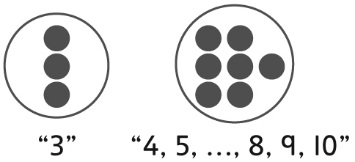 “3” “4, 5, ..., 8, 9, 10”